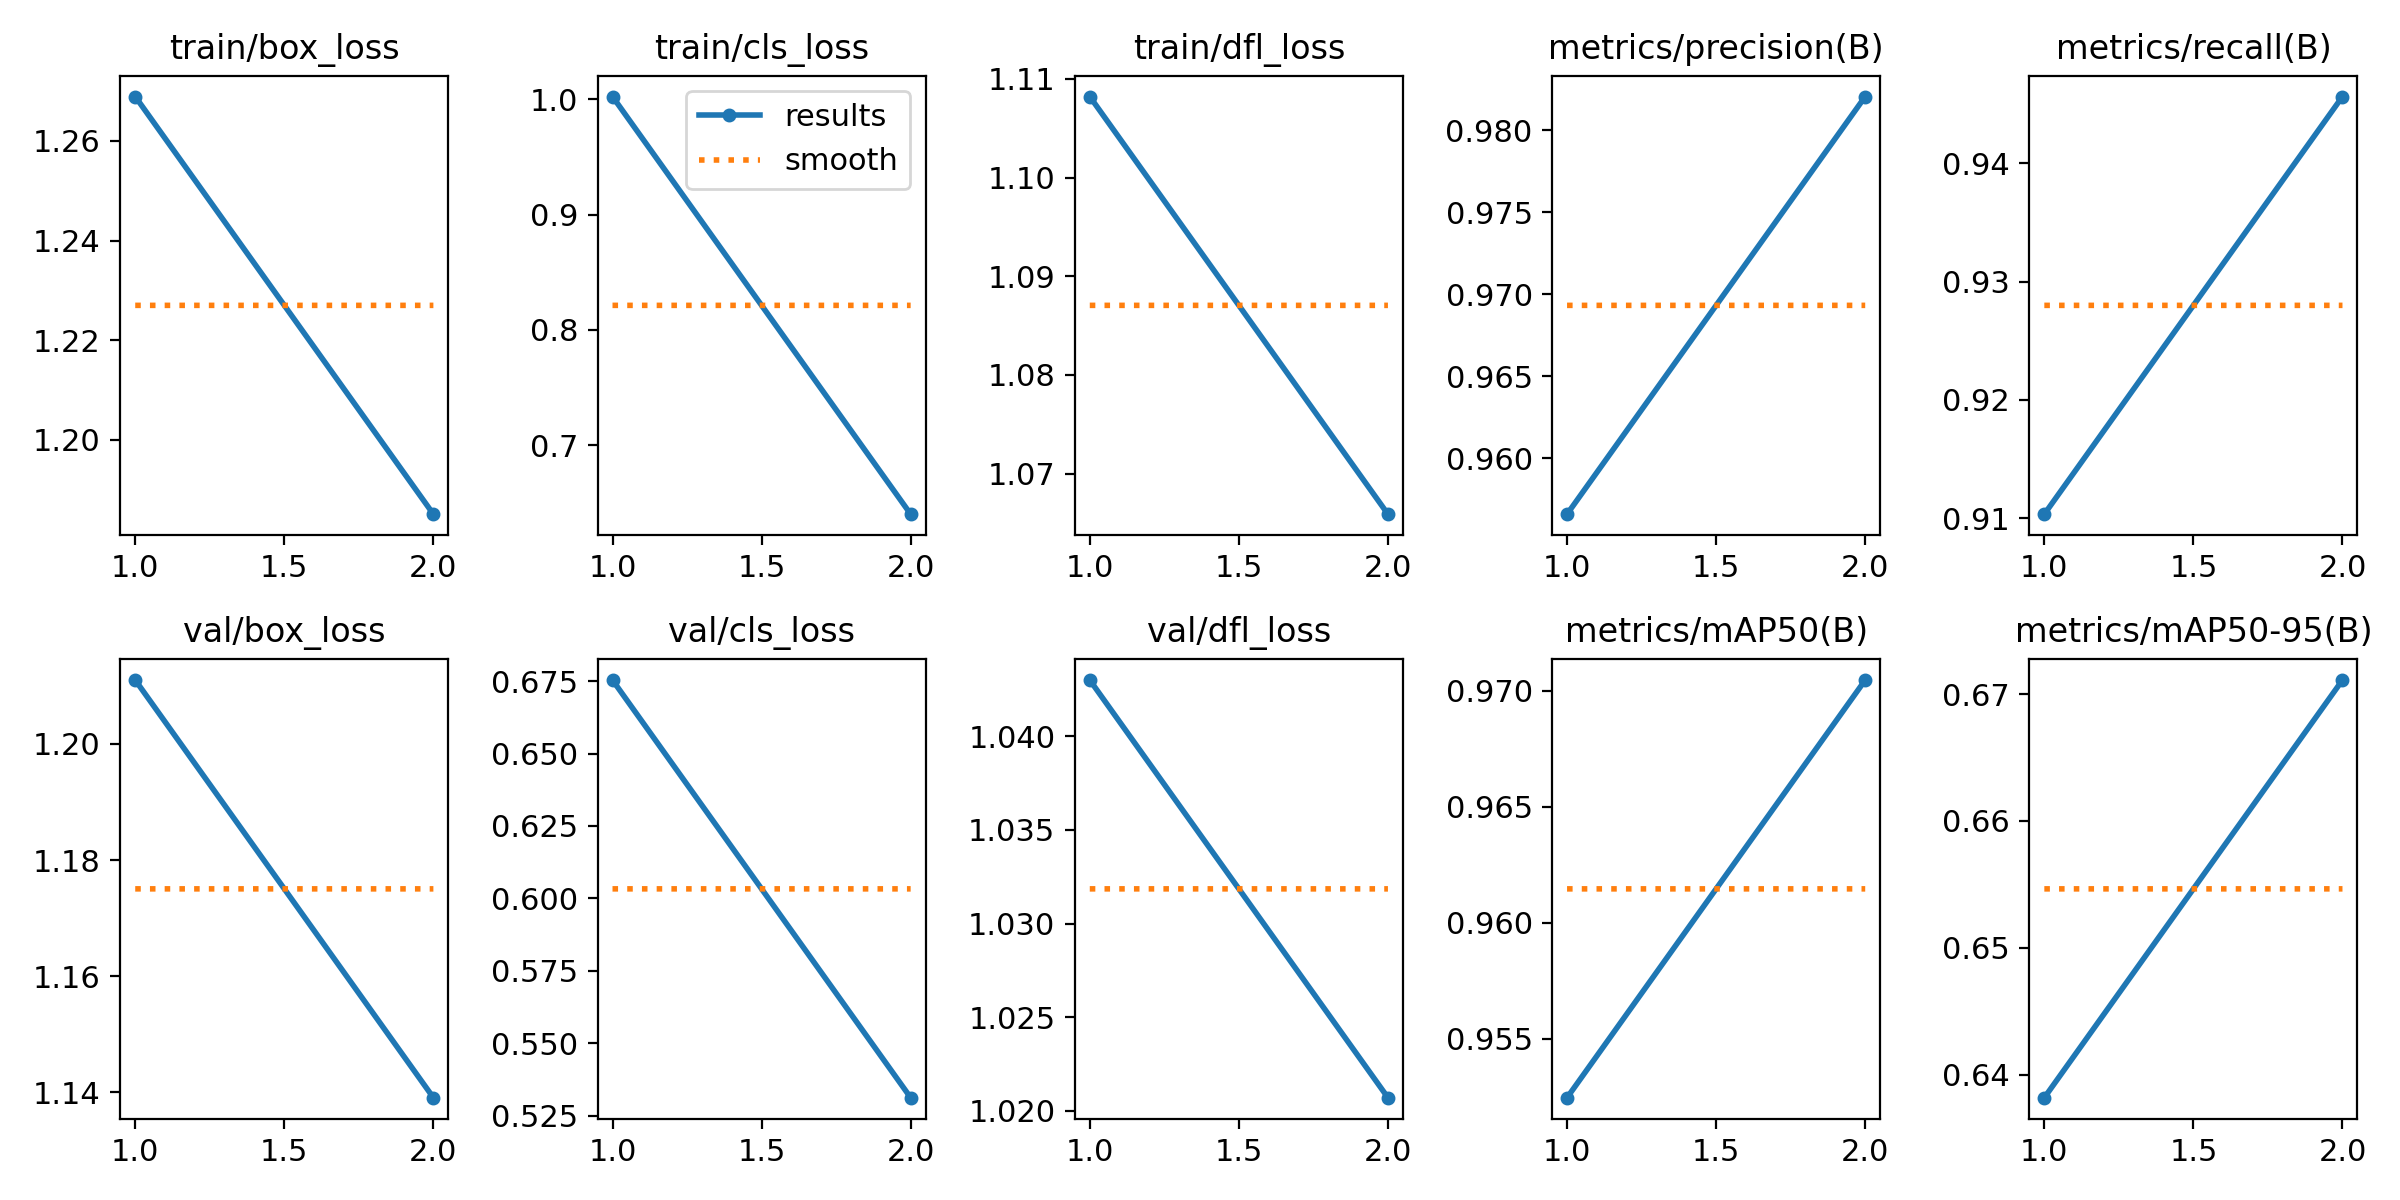 train/box_loss
1.26
1.24
1.22
1.20
1.0 1.5 2.0
train/cls_loss
results
smooth
1.0
0.9
0.8
0.7
1.0 1.5 2.0
train/dfl_loss
1.11
1.10
1.09
1.08
1.07
1.0 1.5 2.0
metrics/precision(B)
0.980
0.975
0.970
0.965
0.960
1.0 1.5 2.0
metrics/recall(B)
0.94
0.93
0.92
0.91
1.0 1.5 2.0
val/box_loss
1.20
1.18
1.16
1.14
1.0 1.5 2.0
val/cls_loss
0.675
0.650
0.625
0.600
0.575
0.550
0.525
1.0 1.5 2.0
val/dfl_loss
1.040
1.035
1.030
1.025
1.020
1.0 1.5 2.0
metrics/mAP50(B)
0.970
0.965
0.960
0.955
1.0 1.5 2.0
metrics/mAP50-95(B)
0.67
0.66
0.65
0.64
1.0 1.5 2.0